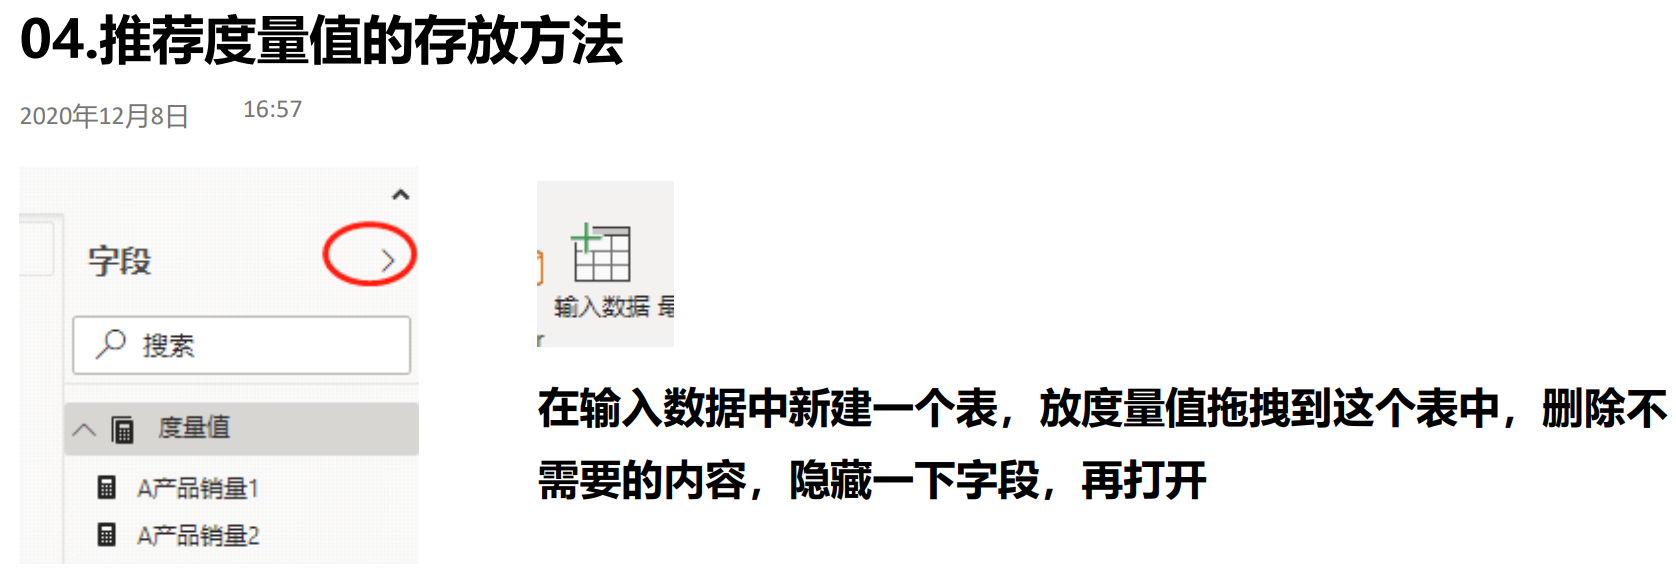 04.推荐度量值的存放方法
2020年12月8日 16:57
字段
搜索
度量值
A产品销量1
A产品销量2
输入数据
在输入数据中新建一个表，放度量值拖拽到这个表中，删除不
需要的内容，隐藏一下字段，再打开